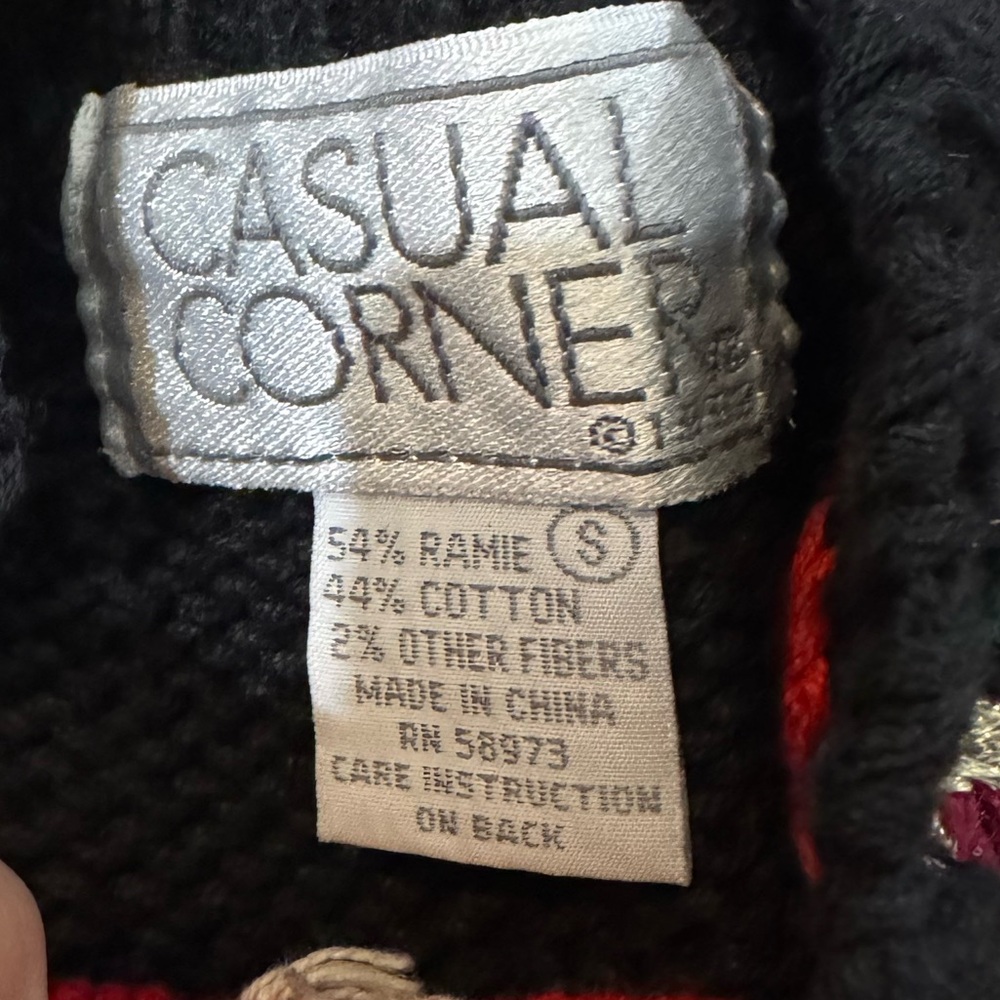 CASUAL
CORNER
©
54% RAMIE S
44% COTTON
2% OTHER FIBERS
MADE IN CHINA
RN 58973
CARE INSTRUCTION
ON BACK